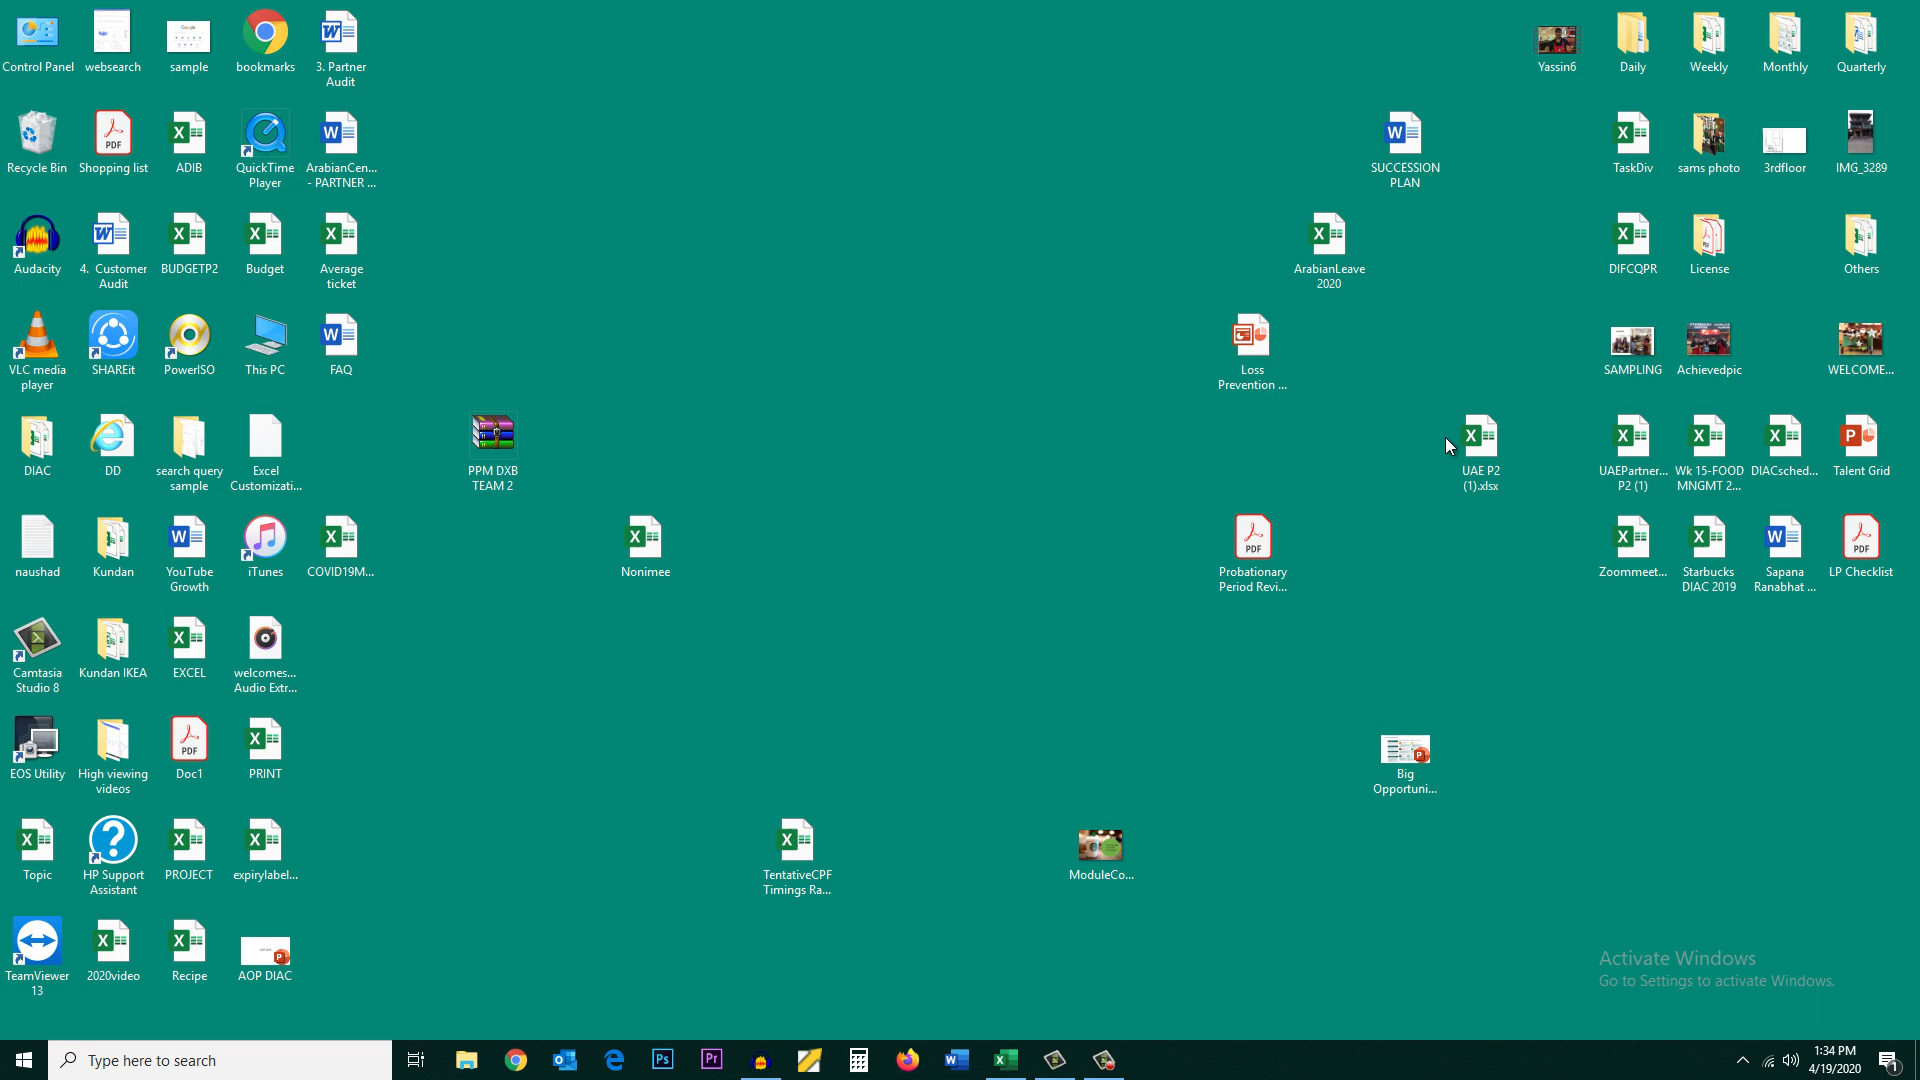 Control Panel
websearch
sample
bookmarks
3. Partner
Audit
Yassin6
Daily
Weekly
Monthly
Quarterly
Recycle Bin
Shopping list
ADIB
QuickTime
Player
ArabianCen...
- PARTNER ...
SUCCESSION
PLAN
TaskDiv
sams photo
3rdfloor
IMG_3289
Audacity
4. Customer
Audit
BUDGETP2
Budget
Average
ticket
ArabianLeave
2020
DIFCQPR
License
Others
VLC media
player
SHAREit
PowerISO
This PC
FAQ
Loss
Prevention ...
SAMPLING
Achievedpic
WELCOME...
DIAC
DD
search query
sample
Excel
Customizati...
PPM DXB
TEAM 2
UAE P2
(1).xlsx
UAEPartner...
P2 (1)
Wk 15-FOOD
MNGMT 2...
DIACsched...
Talent Grid
naushad
Kundan
YouTube
Growth
iTunes
COVID19M...
Nonimee
Probationary
Period Revi...
Zoommeet...
Starbucks
DIAC 2019
Sapana
Ranabhat ...
LP Checklist
Camtasia
Studio 8
Kundan IKEA
EXCEL
welcomes...
Audio Extr...
EOS Utility
High viewing
videos
Doc1
PRINT
Big
Opportuni...
Topic
HP Support
Assistant
PROJECT
expirylabel...
TentativeCPF
Timings Ra...
ModuleCo...
TeamViewer
13
2020video
Recipe
AOP DIAC
Activate Windows
Go to Settings to activate Windows.
Type here to search
1:34 PM
4/19/2020
1